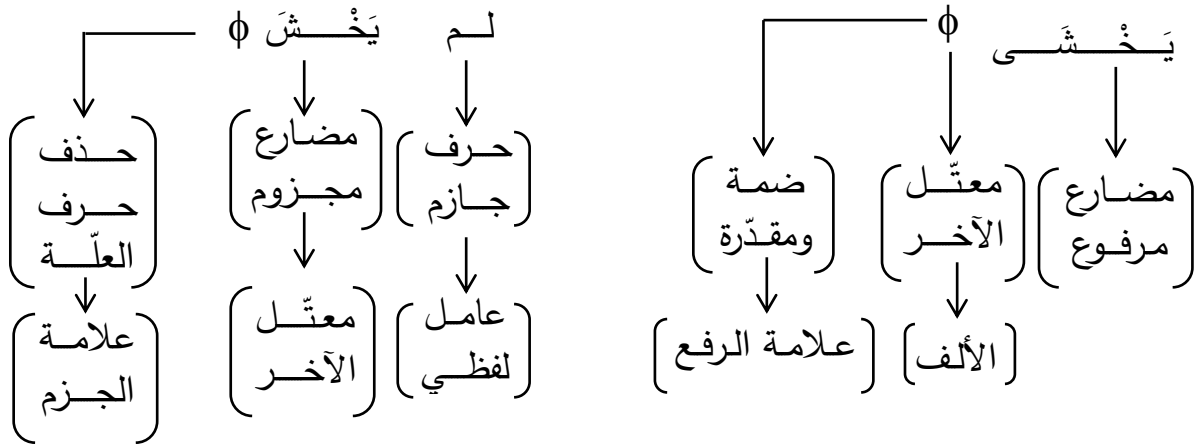 يَخْشَى φ
مضارع
مرفوع
معتّل
الآخر
الألف
ضمة
ومقدّرة
علامة الرفع
لم يَخْشَ φ
حرف
جازم
عامل
لفظي
مضارع
مجزوم
معتّل
الآخر
حذف
حرف
العلّة
علامة
الجزم